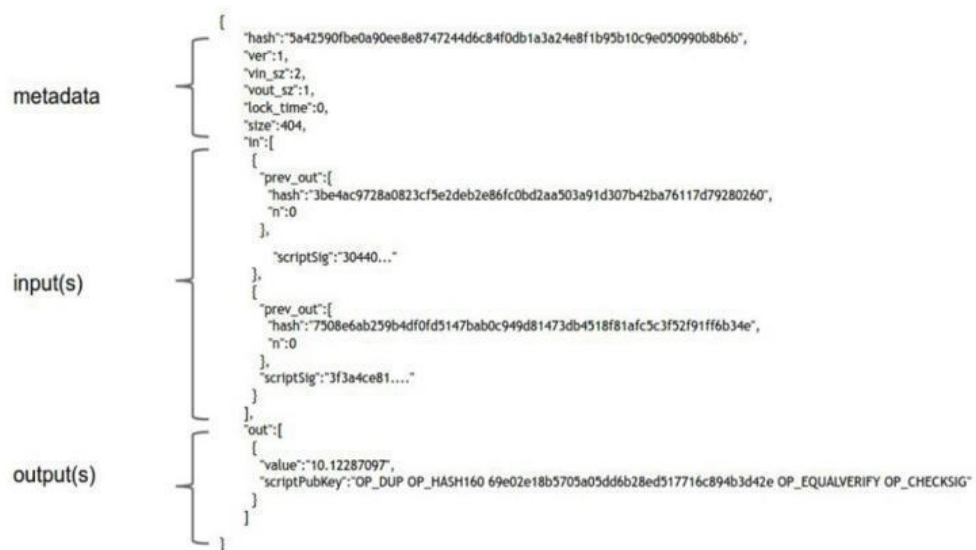 {
"hash":"5a42590fbe0a90ee8e8747244d6c84f0db1a3a24e8f1b95b10c9e050990b8b6b",
"ver":1,
"vin_sz":2,
metadata
"vout_sz":1,
"lock_time":0,
"size":404,
"in":[
{
"prev_out":[
"hash":"3be4ac9728a0823cf5e2deb2e86fc0bd2aa503a91d307b42ba76117d79280260",
"n":0
},
"scriptSig":"30440..."
input(s)
},
{
"prev_out":[
"hash":"7508e6ab259b4df0fd5147bab0c949d81473db4518f81afc5c3f52f91ff6b34e",
"n":0
},
"scriptSig":"3f3a4ce81...."
}
],
"out":[
{
output(s)
"value":"10.12287097",
"scriptPubKey":"OP_DUP OP_HASH160 69e02e18b5705a05dd6b28ed517716c894b3d42e OP_EQUALVERIFY OP_CHECKSIG"
}
]
}